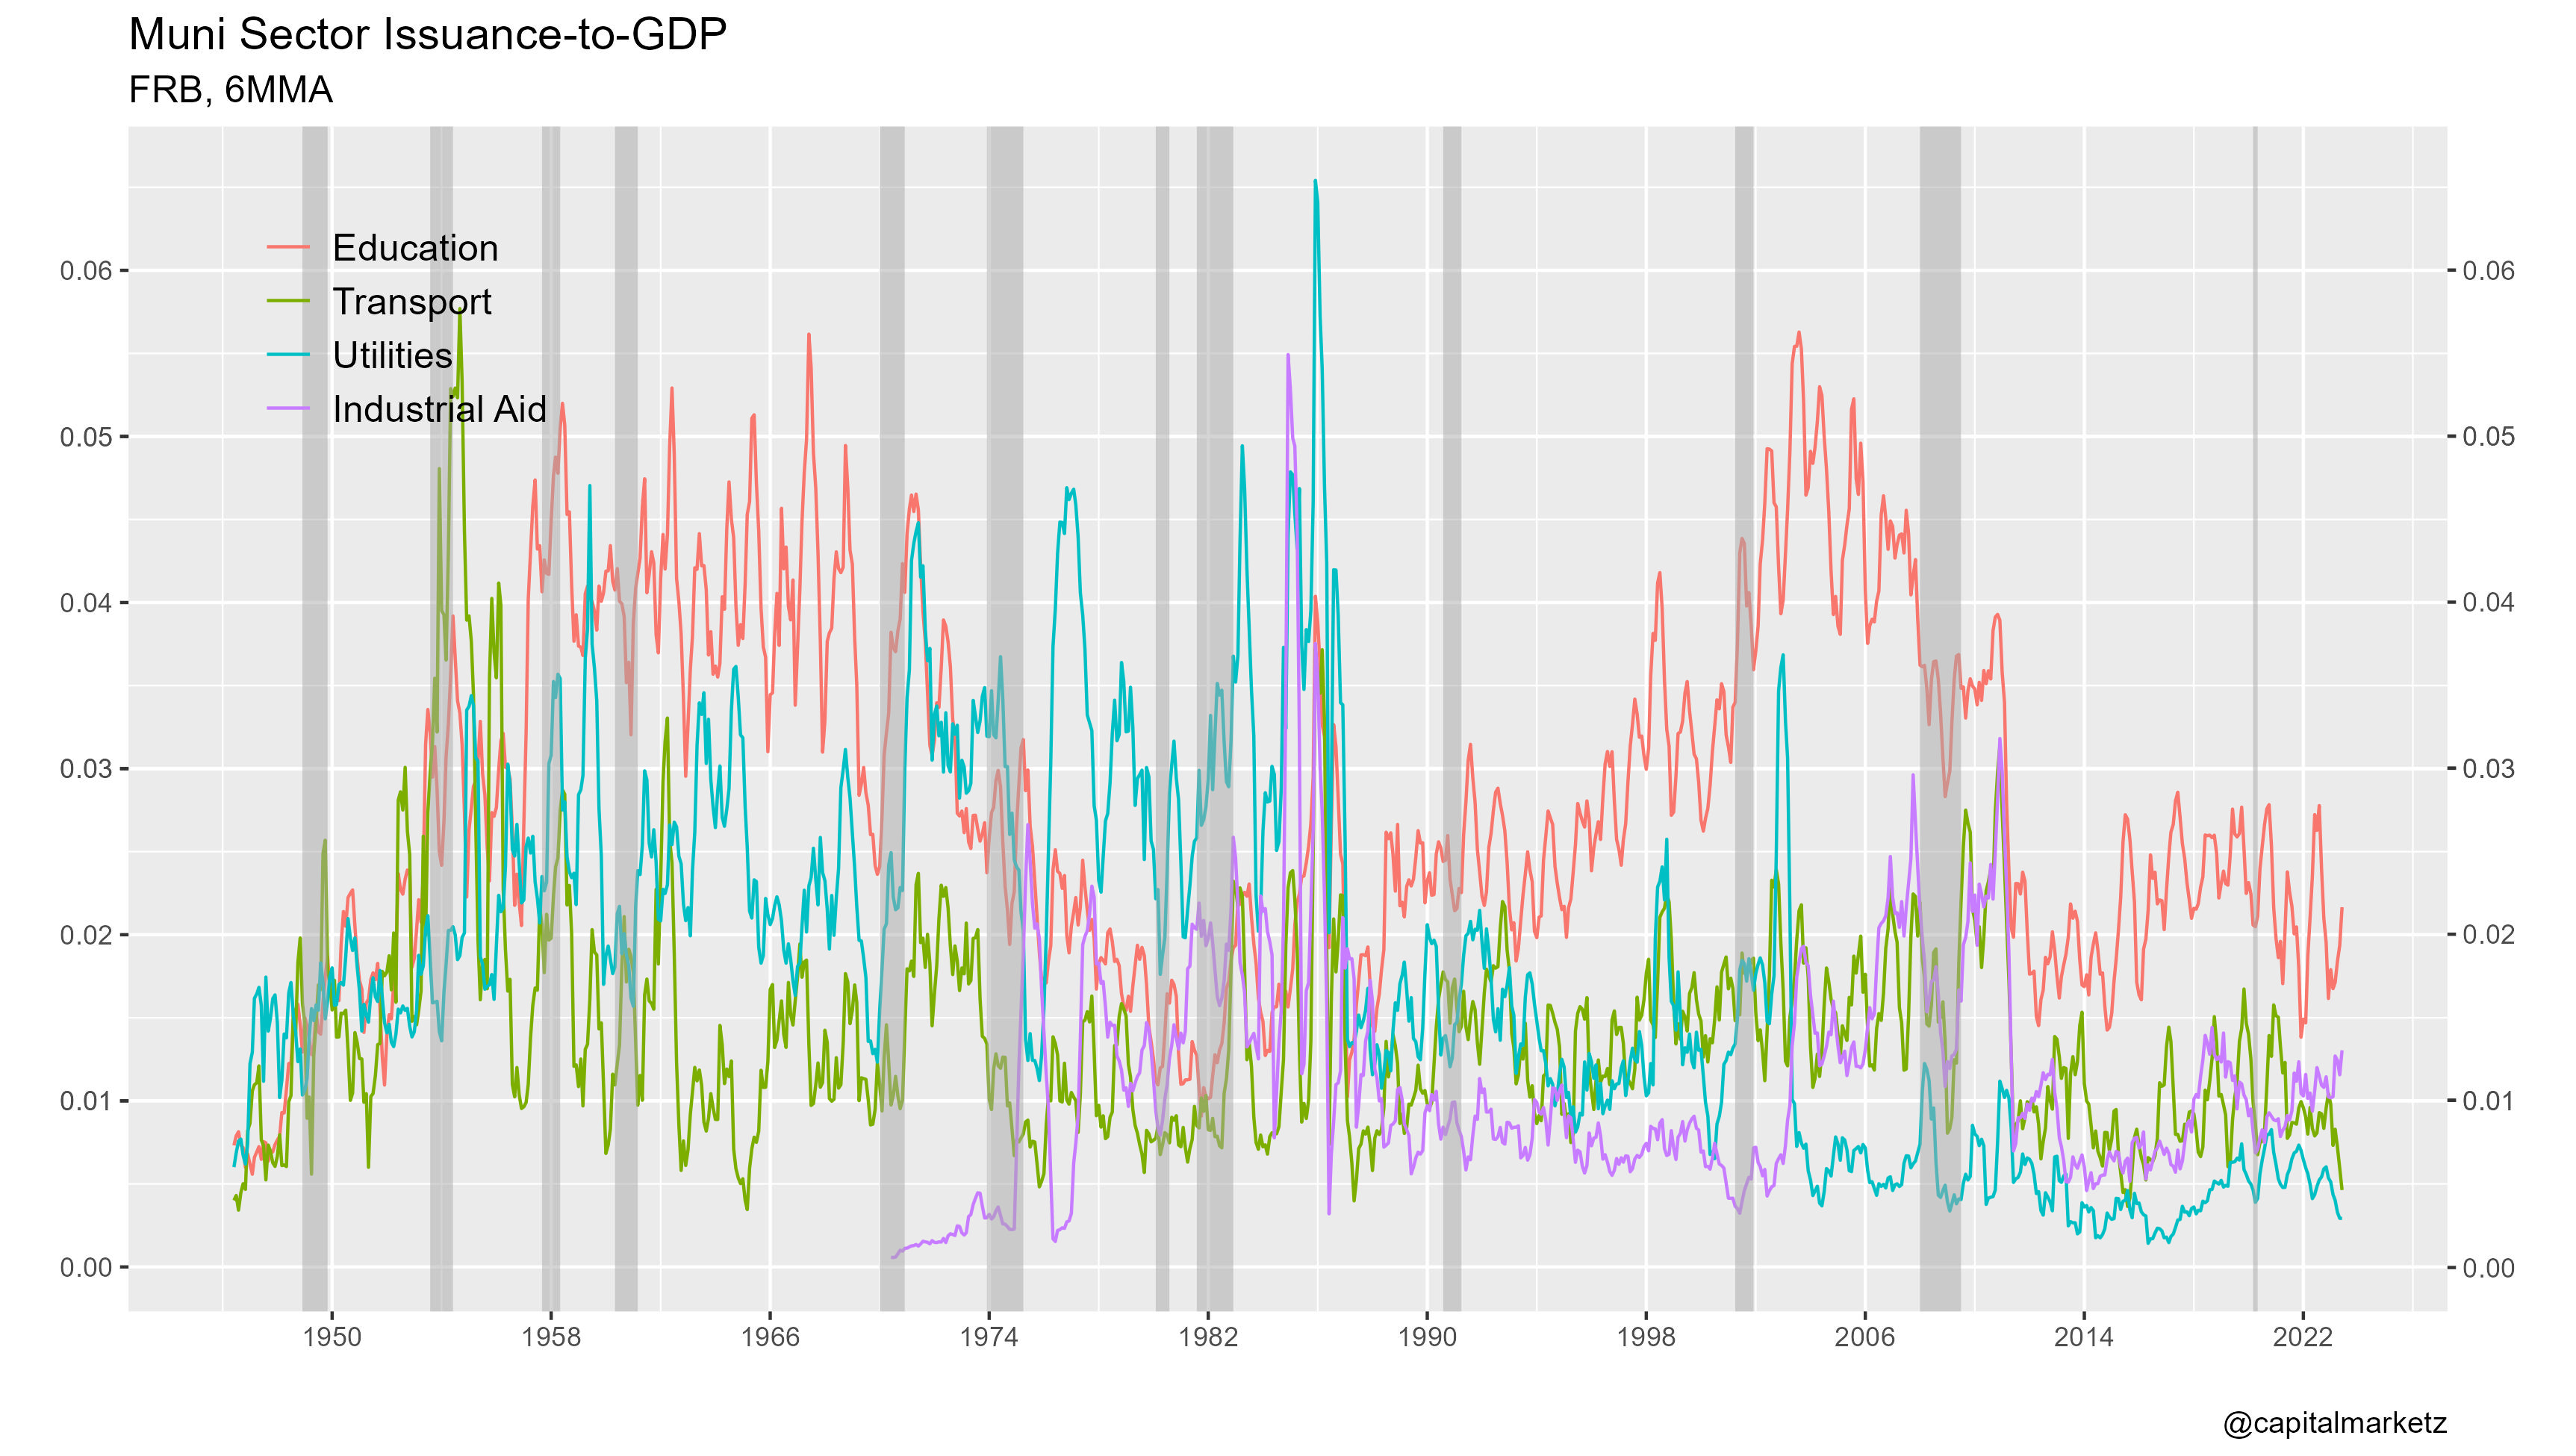 Muni Sector Issuance-to-GDP
FRB, 6MMA
Education
Transport
Utilities
Industrial Aid
0.06
0.05
0.04
0.03
0.02
0.01
0.00
0.06
0.05
0.04
0.03
0.02
0.01
0.00
1950 1958 1966 1974 1982 1990 1998 2006 2014 2022
@capitalmarketz